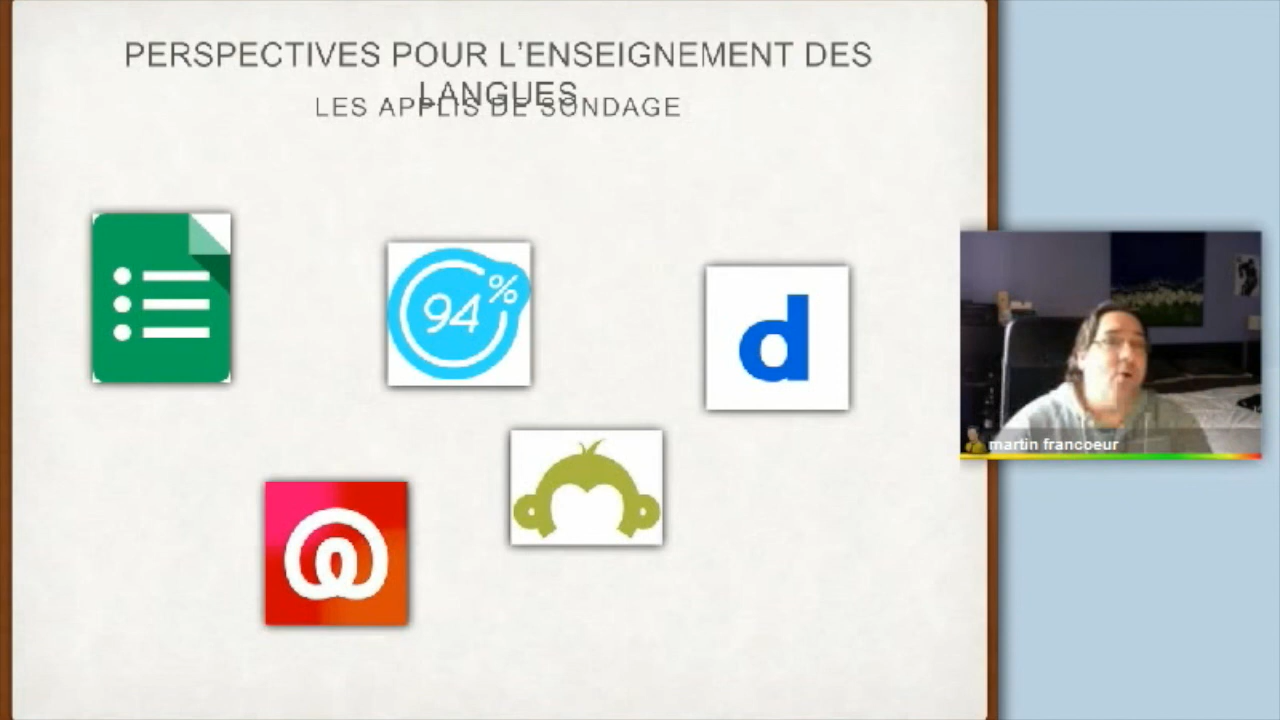 PERSPECTIVES POUR L'ENSEIGNEMENT DES
LANGUES
LES APPLIS DE SONDAGE
94%
d
martin francoeur